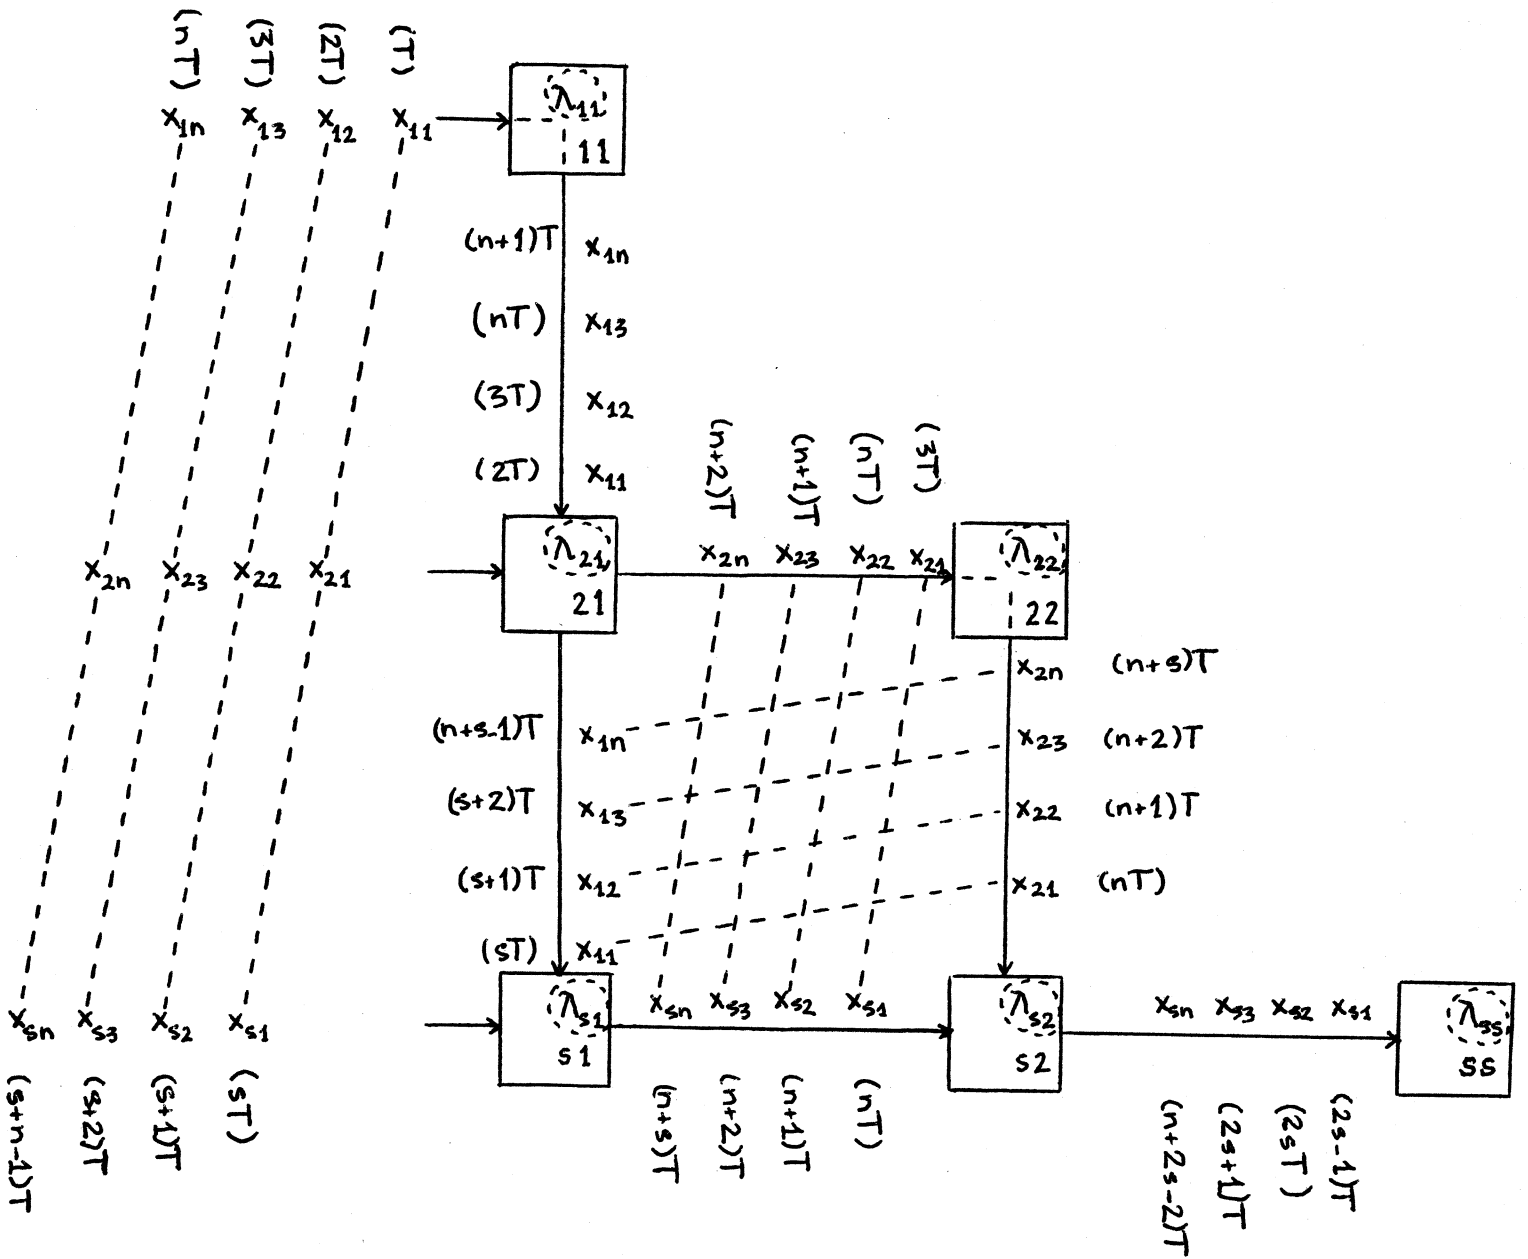 (nT) (3T) (2T) (T)
x1n x13 x12 x11
λ11
11
(n+1)T x1n
(nT) x13
(3T) x12
(2T) x11
(n+2)T (n+1)T (nT) (3T)
x2n x23 x22 x21
λ21
21
x2n x23 x22 x21
λ22
22
x2n (n+s)T
(n+s-1)T x1n
x23 (n+2)T
(s+2)T x13
x22 (n+1)T
(s+1)T x12
x21 (nT)
(sT) x11
xsn xs3 xs2 xs1
λs1
s1
xsn xs3 xs2 xs1
λs2
s2
xsn xs3 xs2 xs1
λss
ss
(s+n-1)T (s+2)T (s+1)T (sT)
(n+s)T (n+2)T (n+1)T (nT)
(n+2s-2)T (2s+1)T (2sT) (2s-1)T